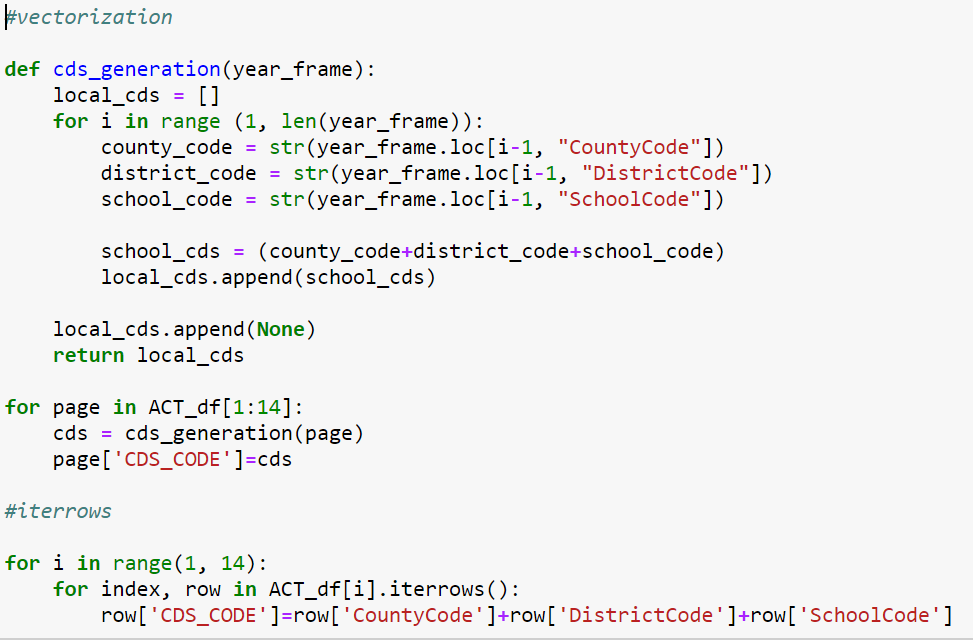 #vectorization
def cds_generation(year_frame):
    local_cds = []
    for i in range (1, len(year_frame)):
        county_code = str(year_frame.loc[i-1, "CountyCode"])
        district_code = str(year_frame.loc[i-1, "DistrictCode"])
        school_code = str(year_frame.loc[i-1, "SchoolCode"])
        school_cds = (county_code+district_code+school_code)
        local_cds.append(school_cds)
    local_cds.append(None)
    return local_cds
for page in ACT_df[1:14]:
    cds = cds_generation(page)
    page['CDS_CODE']=cds
#iterrows
for i in range(1, 14):
    for index, row in ACT_df[i].iterrows():
        row['CDS_CODE']=row['CountyCode']+row['DistrictCode']+row['SchoolCode']